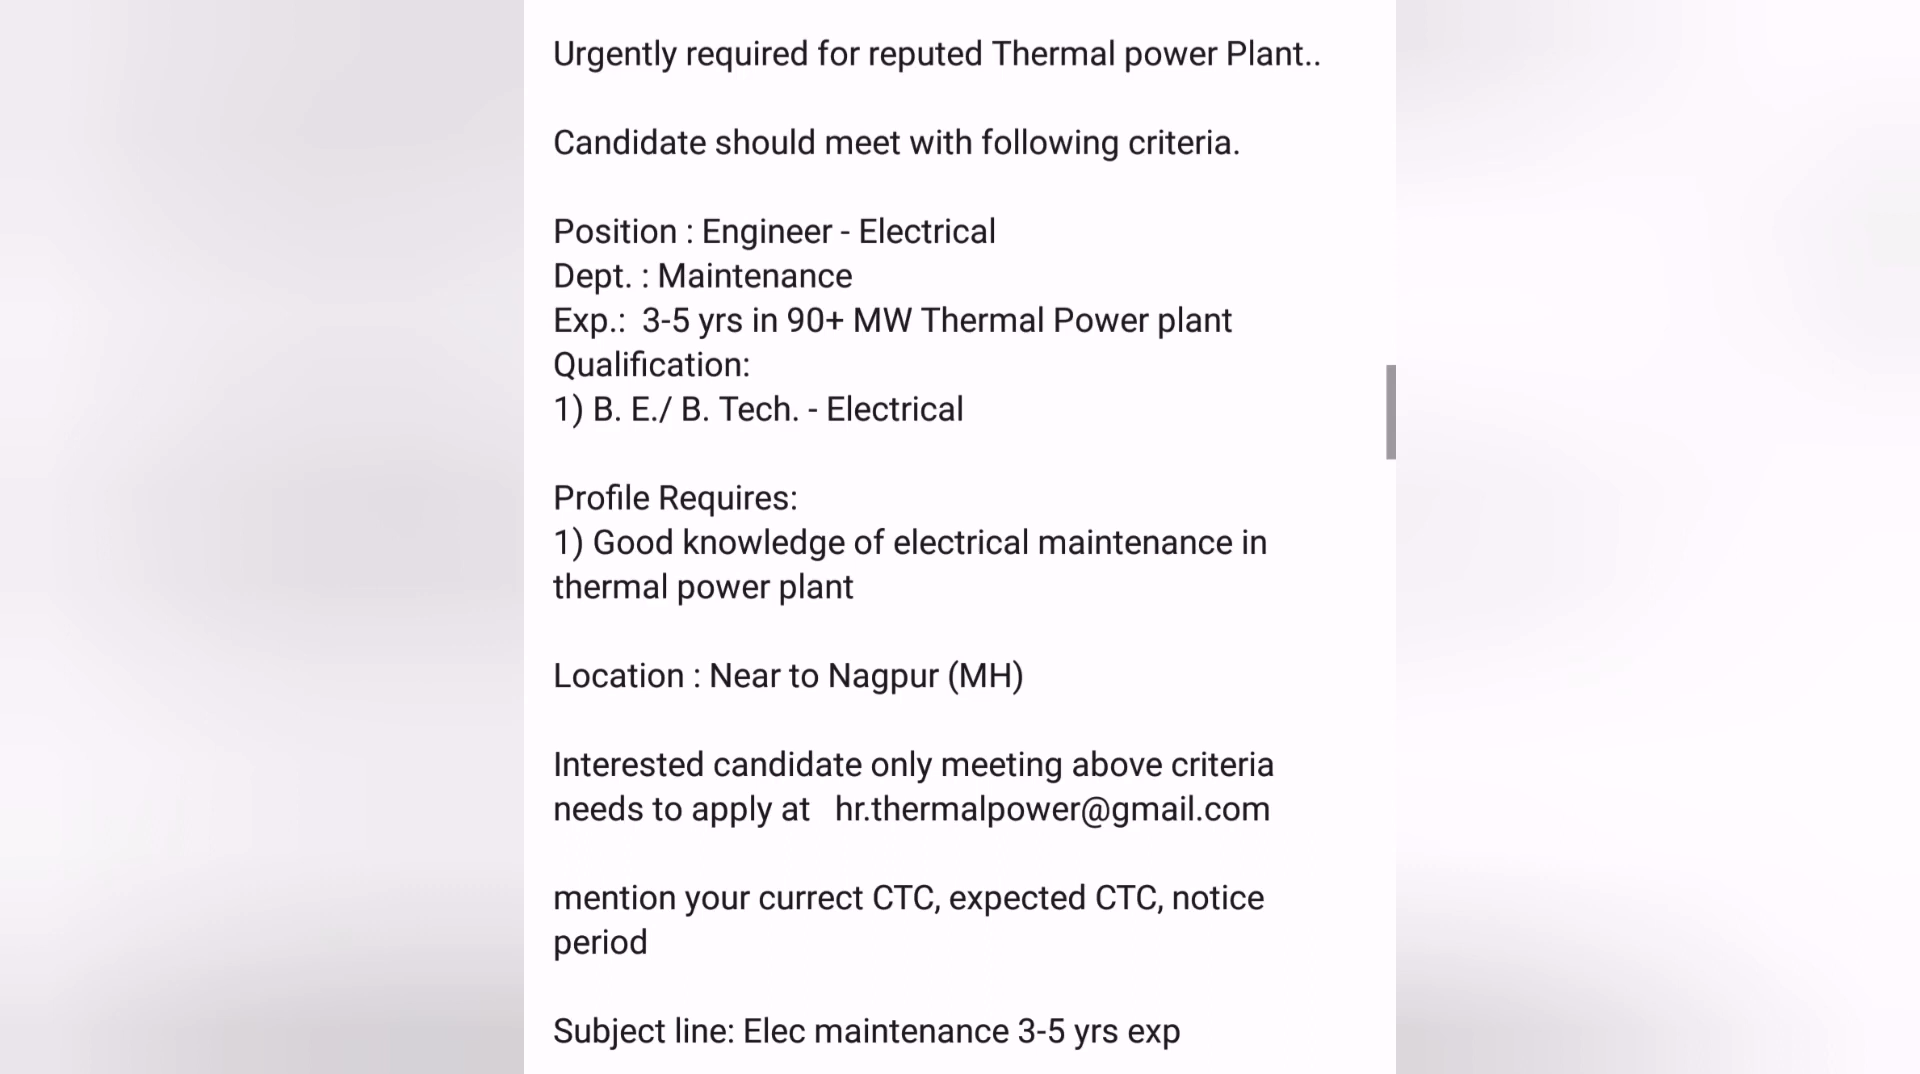 Urgently required for reputed Thermal power Plant..
Candidate should meet with following criteria.
Position : Engineer - Electrical
Dept. : Maintenance
Exp.:  3-5 yrs in 90+ MW Thermal Power plant
Qualification:
1) B. E./ B. Tech. - Electrical
Profile Requires:
1) Good knowledge of electrical maintenance in
thermal power plant
Location : Near to Nagpur (MH)
Interested candidate only meeting above criteria
needs to apply at   hr.thermalpower@gmail.com
mention your currect CTC, expected CTC, notice
period
Subject line: Elec maintenance 3-5 yrs exp